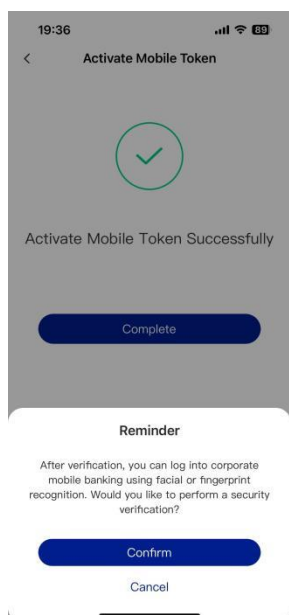 19:36
89
Activate Mobile Token
Activate Mobile Token Successfully
Complete
Reminder
After verification, you can log into corporate
mobile banking using facial or fingerprint
recognition. Would you like to perform a security
verification?
Confirm
Cancel